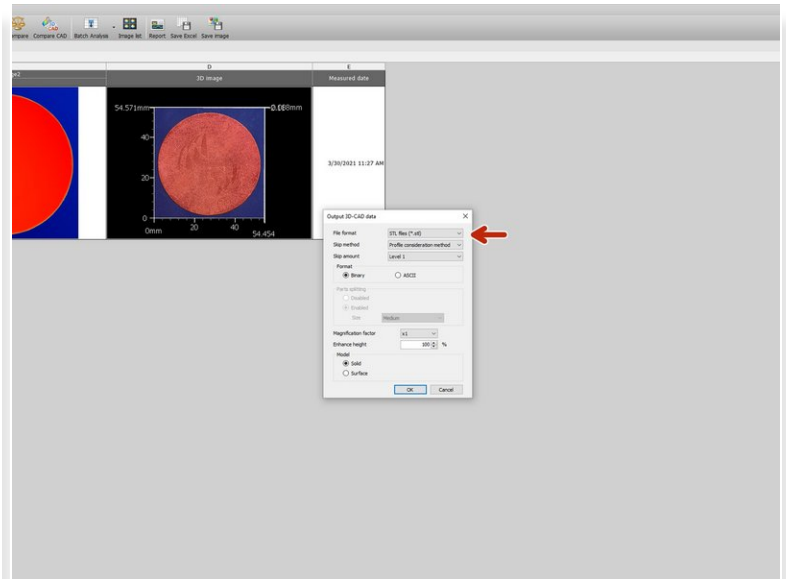 Compare CAD Batch Analysis Image list Report Save Excel Save image
D E
3D image Measured date
54.571mm
40
20
0
0mm 20 40 54.454
3/30/2021 11:27 AM
Output 3D-CAD data
File format STL files (*.stl)
Skip method Profile consideration method
Skip amount Level 1
Format
Binary ASCII
Parts splitting
Disabled
Enabled
Size Medium
Magnification factor x1
Enhance height 100 %
Model
Solid
Surface
OK Cancel